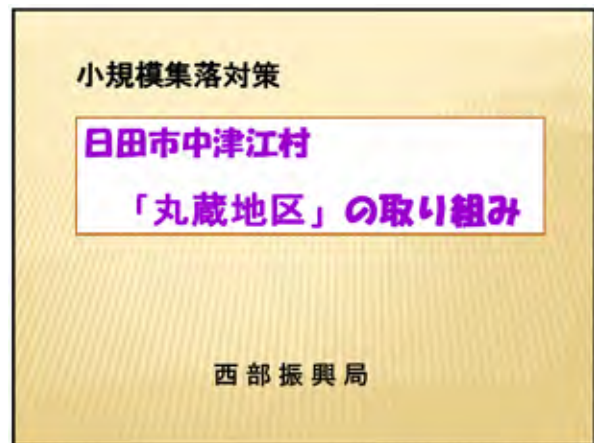 小規模集落対策
日田市中津江村
「丸蔵地区」の取り組み
西部振興局